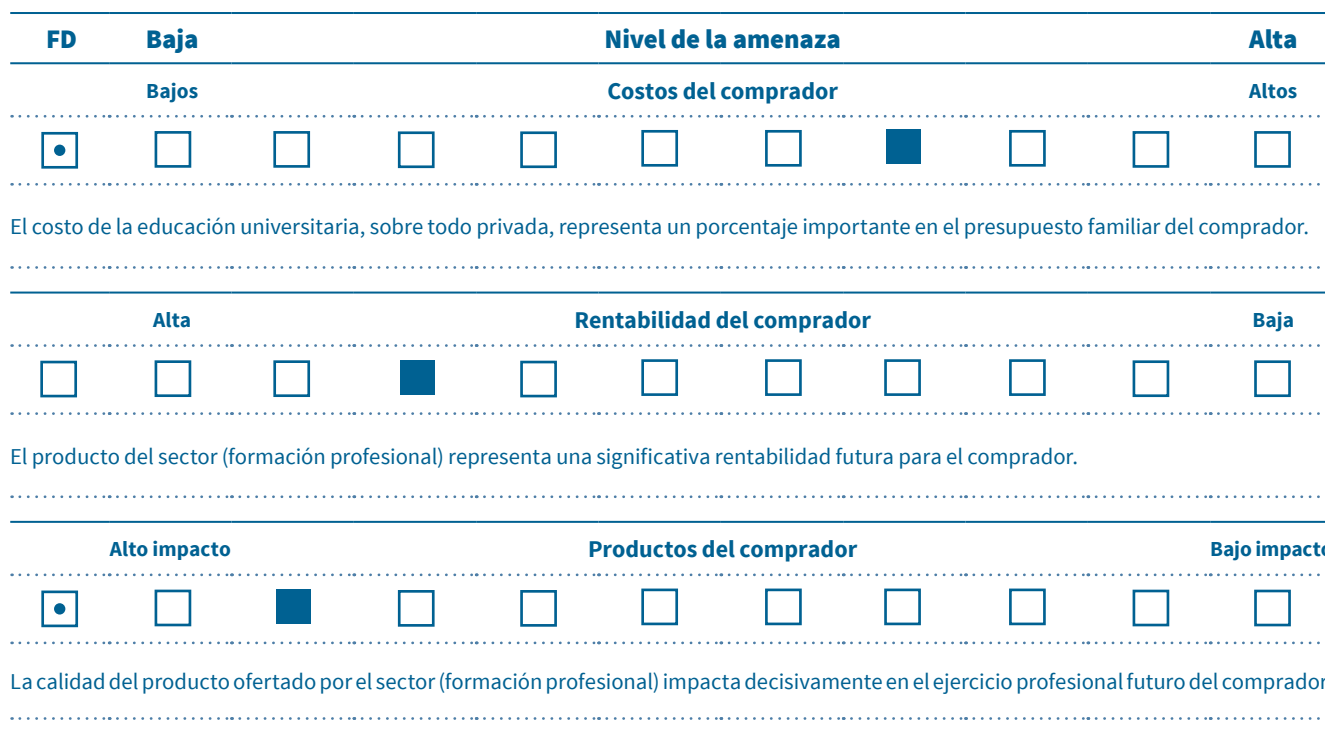 FD Baja Nivel de la amenaza Alta
Bajos Costos del comprador Altos
El costo de la educación universitaria, sobre todo privada, representa un porcentaje importante en el presupuesto familiar del comprador.
Alta Rentabilidad del comprador Baja
El producto del sector (formación profesional) representa una significativa rentabilidad futura para el comprador.
Alto impacto Productos del comprador Bajo impacto
La calidad del producto ofertado por el sector (formación profesional) impacta decisivamente en el ejercicio profesional futuro del comprador